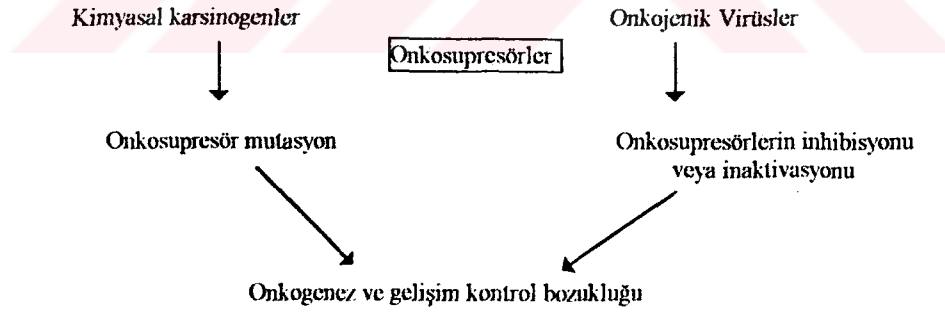 Kimyasal karsinogenler
Onkojenik Virüsler
Onkosupresörler
Onkosupresör mutasyon
Onkosupresörlerin inhibisyonu
veya inaktivasyonu
Onkogenez ve gelişim kontrol bozukluğu